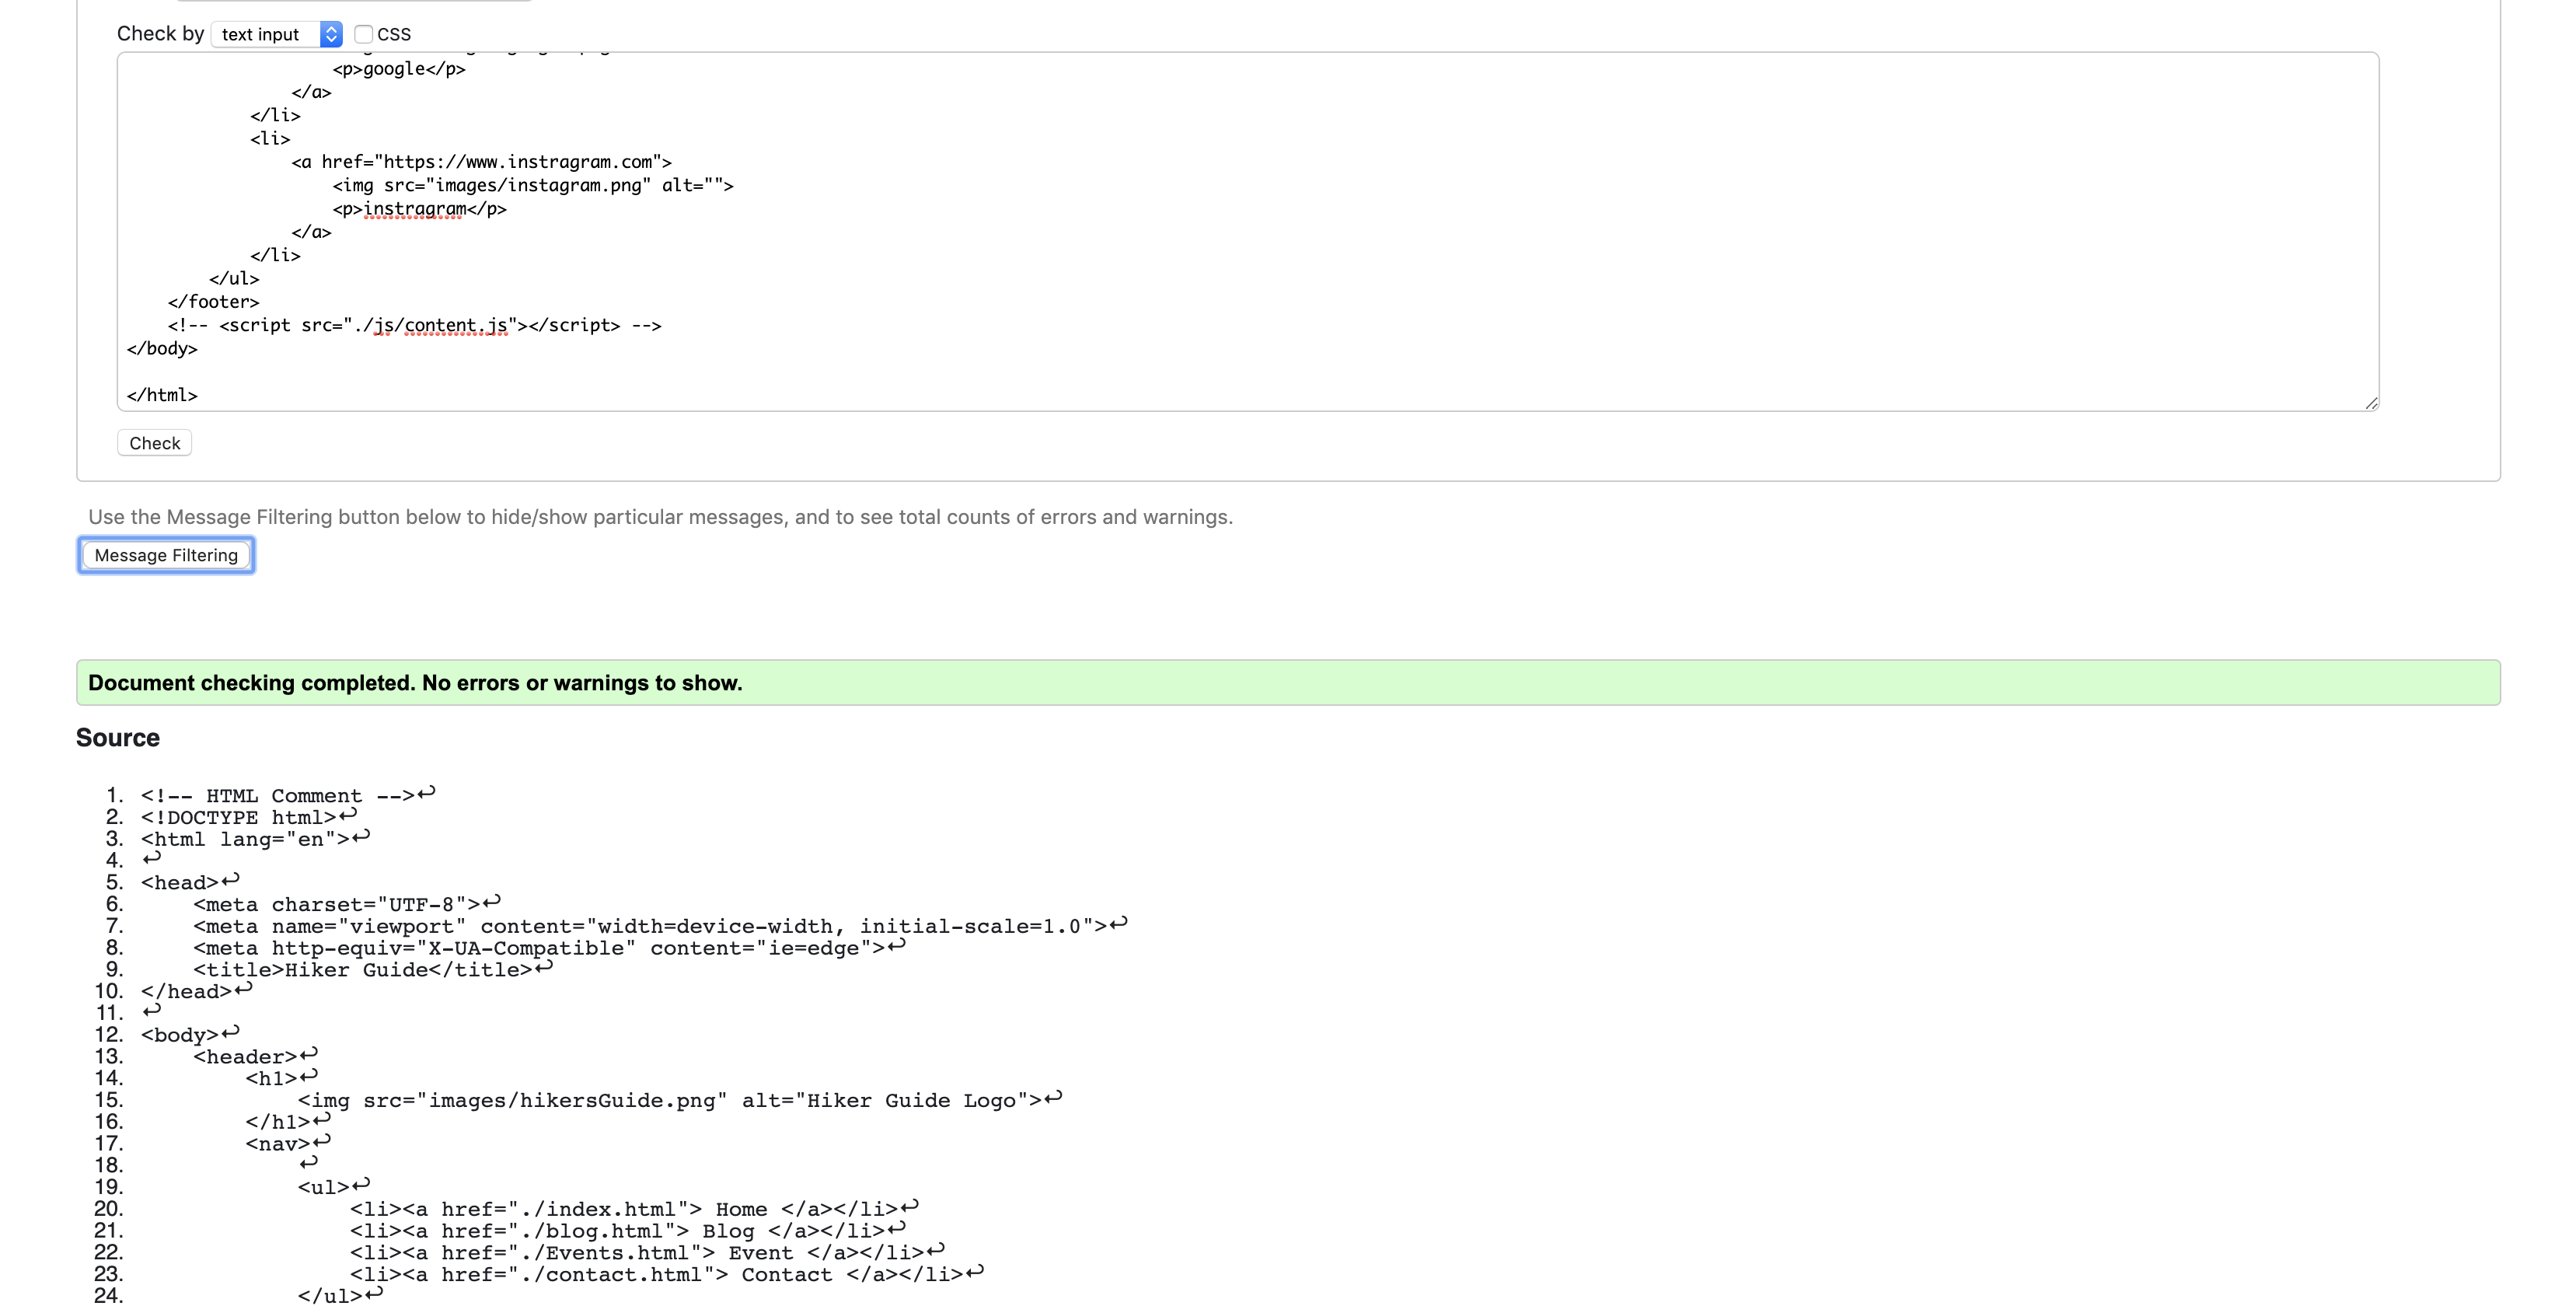 Check by text input CSS
<p>google</p>
</a>
</li>
<li>
<a href="https://www.instragram.com">
<img src="images/instagram.png" alt="">
<p>instragram</p>
</a>
</li>
</ul>
</footer>
<!-- <script src="./js/content.js"></script> -->
</body>
</html>
Check
Use the Message Filtering button below to hide/show particular messages, and to see total counts of errors and warnings.
Message Filtering
Document checking completed. No errors or warnings to show.
Source
1. <!-- HTML Comment -->↩
2. <!DOCTYPE html>↩
3. <html lang="en">↩
4. ↩
5. <head>↩
6. <meta charset="UTF-8">↩
7. <meta name="viewport" content="width=device-width, initial-scale=1.0">↩
8. <meta http-equiv="X-UA-Compatible" content="ie=edge">↩
9. <title>Hiker Guide</title>↩
10. </head>↩
11. ↩
12. <body>↩
13. <header>↩
14. <h1>↩
15. <img src="images/hikersGuide.png" alt="Hiker Guide Logo">↩
16. </h1>↩
17. <nav>↩
18. ↩
19. <ul>↩
20. <li><a href="./index.html"> Home </a></li>↩
21. <li><a href="./blog.html"> Blog </a></li>↩
22. <li><a href="./Events.html"> Event </a></li>↩
23. <li><a href="./contact.html"> Contact </a></li>↩
24. </ul>↩